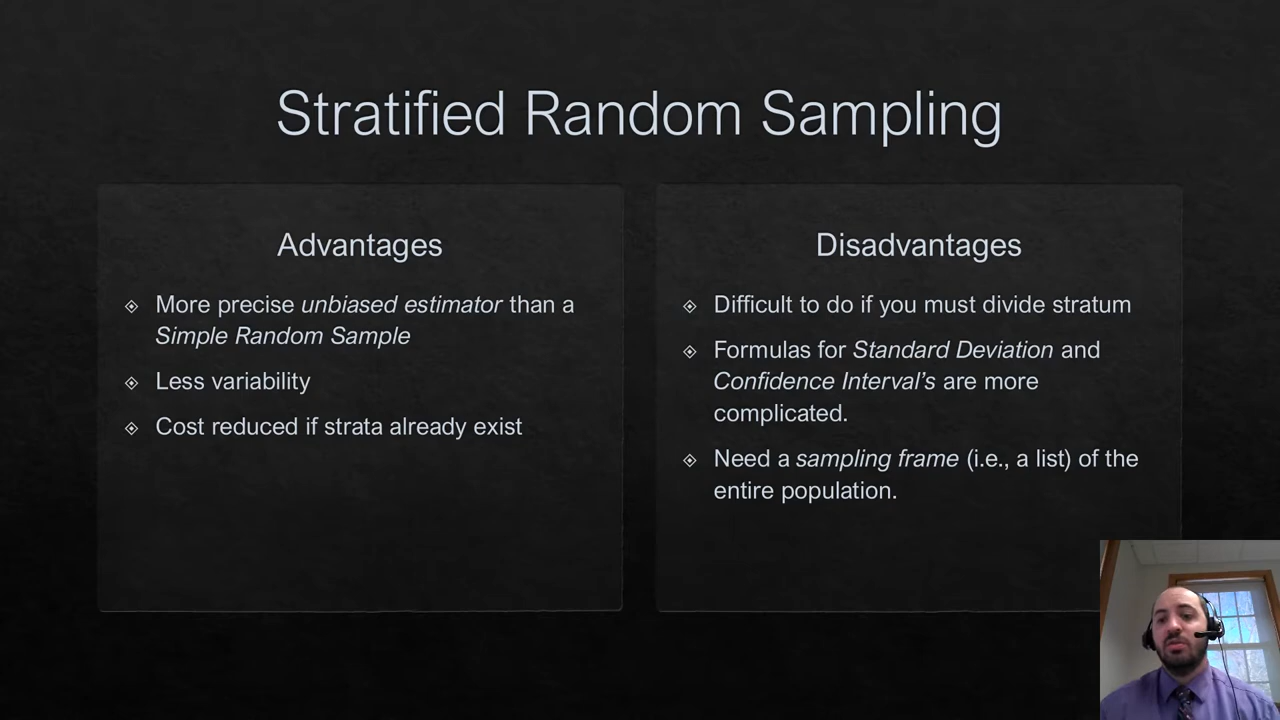 Stratified Random Sampling
Advantages
More precise unbiased estimator than a
Simple Random Sample
Less variability
Cost reduced if strata already exist
Disadvantages
Difficult to do if you must divide stratum
Formulas for Standard Deviation and
Confidence Interval’s are more
complicated.
Need a sampling frame (i.e., a list) of the
entire population.